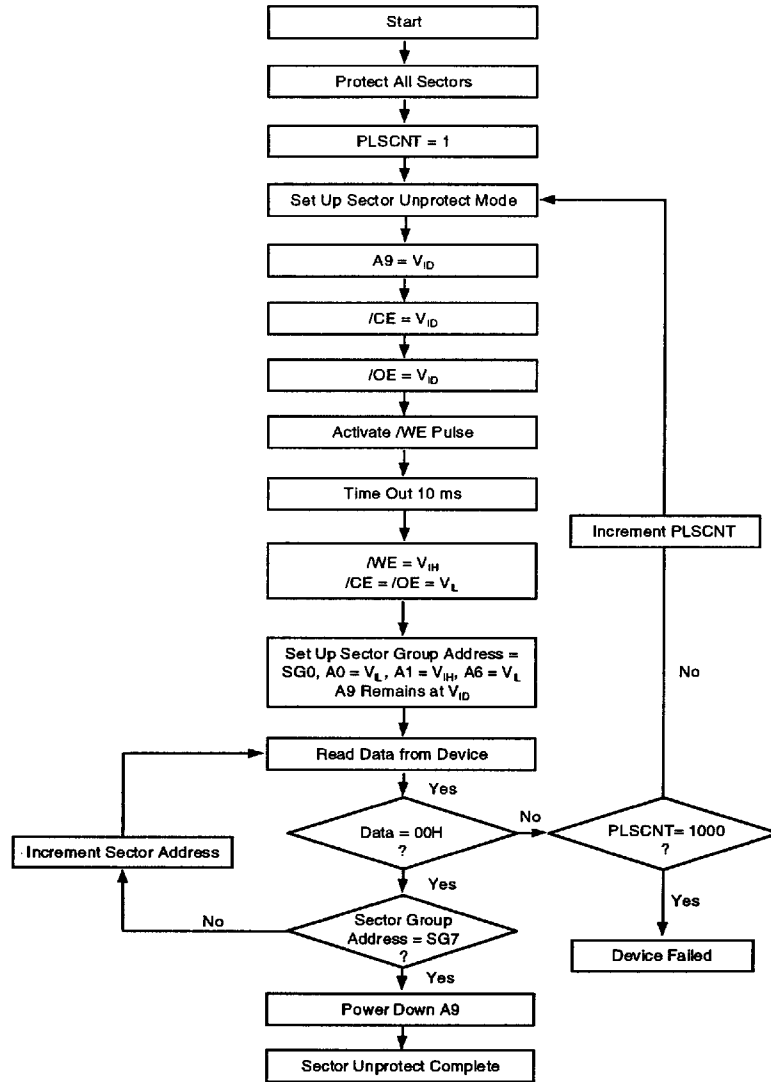 Start
Protect All Sectors
PLSCNT = 1
Set Up Sector Unprotect Mode
A9 = VID
/CE = VID
/OE = VID
Activate /WE Pulse
Time Out 10 ms
Increment PLSCNT
/WE = VIH
/CE = /OE = VIL
Set Up Sector Group Address =
SG0, A0 = VIL, A1 = VIH, A6 = VIL
A9 Remains at VID
No
Read Data from Device
Yes
Data = 00H
?
No
PLSCNT= 1000
?
Increment Sector Address
Yes
Yes
No
Sector Group
Address = SG7
?
Device Failed
Yes
Power Down A9
Sector Unprotect Complete